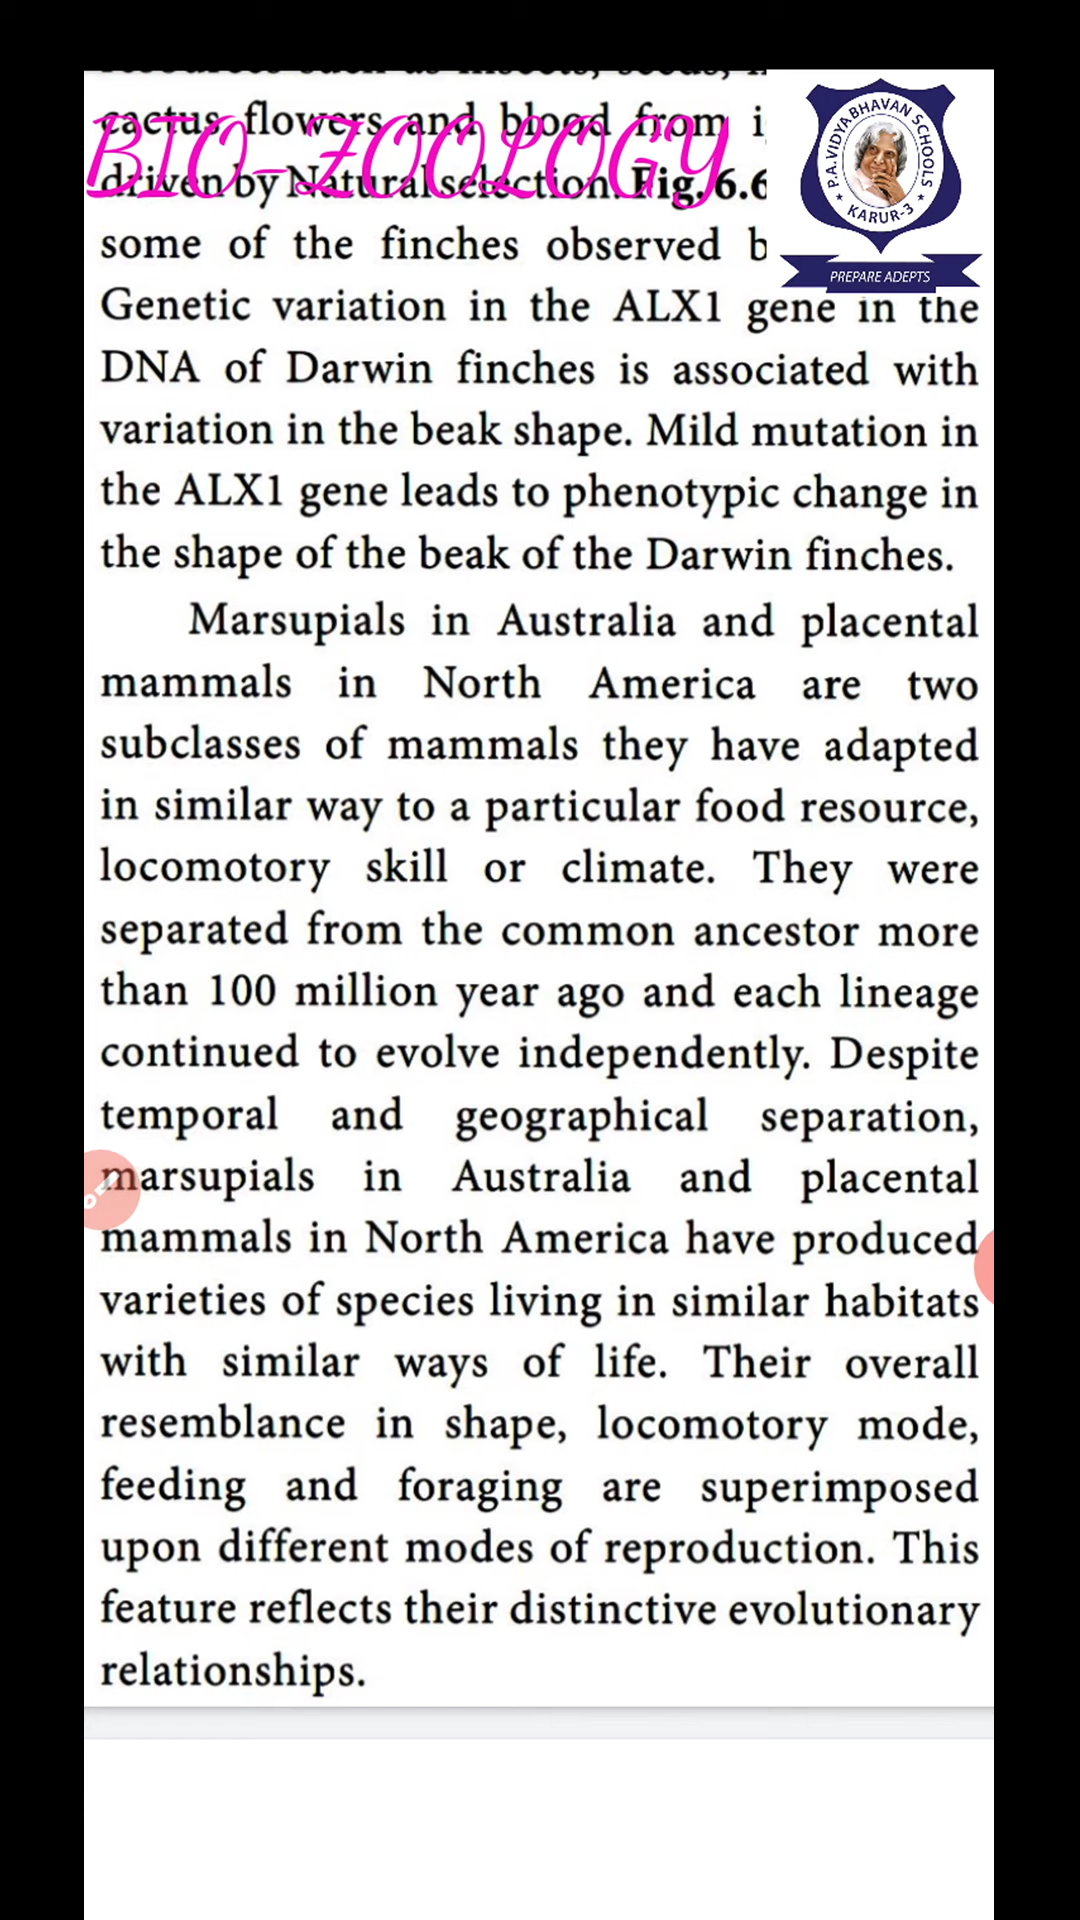 cactus flowers and blood from
BIO-ZOOLOGY
driven by Natural selection. Fig. 6.6
some of the finches observed
Genetic variation in the ALX1 gene in the
DNA of Darwin finches is associated with
variation in the beak shape. Mild mutation in
the ALX1 gene leads to phenotypic change in
the shape of the beak of the Darwin finches.
Marsupials in Australia and placental
mammals in North America are two
subclasses of mammals they have adapted
in similar way to a particular food resource,
locomotory skill or climate. They were
separated from the common ancestor more
than 100 million year ago and each lineage
continued to evolve independently. Despite
temporal and geographical separation,
marsupials in Australia and placental
mammals in North America have produced
varieties of species living in similar habitats
with similar ways of life. Their overall
resemblance in shape, locomotory mode,
feeding and foraging are superimposed
upon different modes of reproduction. This
feature reflects their distinctive evolutionary
relationships.
P.A. VIDYABHAVAN SCHOOLS
KARUR-3
PREPARE ADEPTS